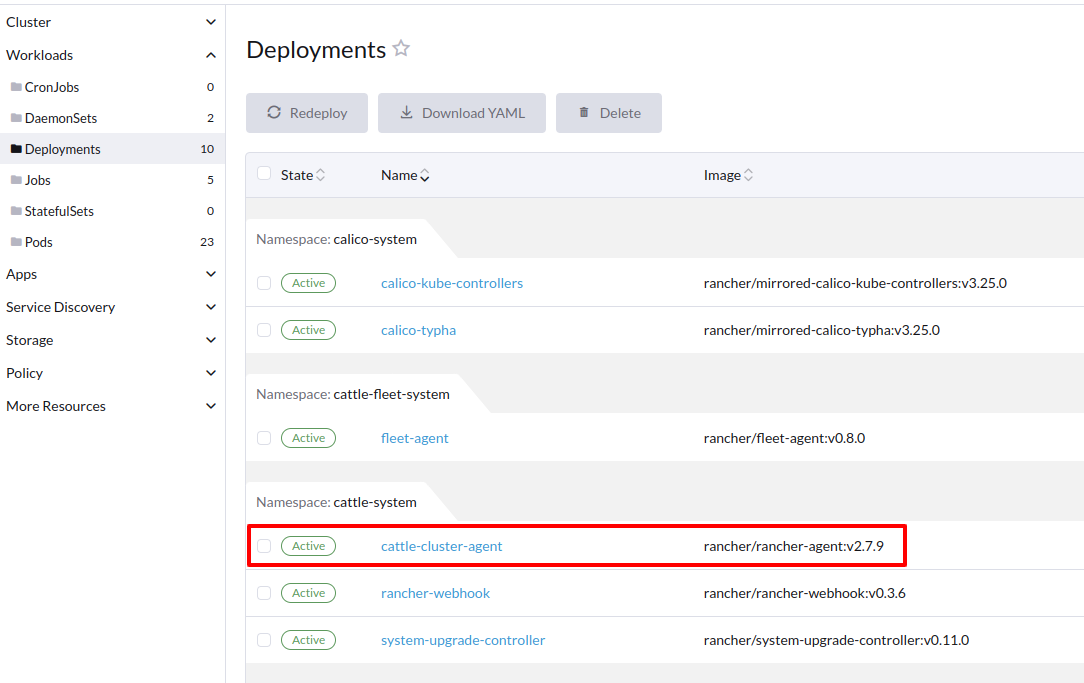 Cluster
Workloads
CronJobs 0
DaemonSets 2
Deployments 10
Jobs 5
StatefulSets 0
Pods 23
Apps
Service Discovery
Storage
Policy
More Resources
Deployments
Redeploy Download YAML Delete
State Name Image
Namespace: calico-system
Active calico-kube-controllers rancher/mirrored-calico-kube-controllers:v3.25.0
Active calico-typha rancher/mirrored-calico-typha:v3.25.0
Namespace: cattle-fleet-system
Active fleet-agent rancher/fleet-agent:v0.8.0
Namespace: cattle-system
Active cattle-cluster-agent rancher/rancher-agent:v2.7.9
Active rancher-webhook rancher/rancher-webhook:v0.3.6
Active system-upgrade-controller rancher/system-upgrade-controller:v0.11.0